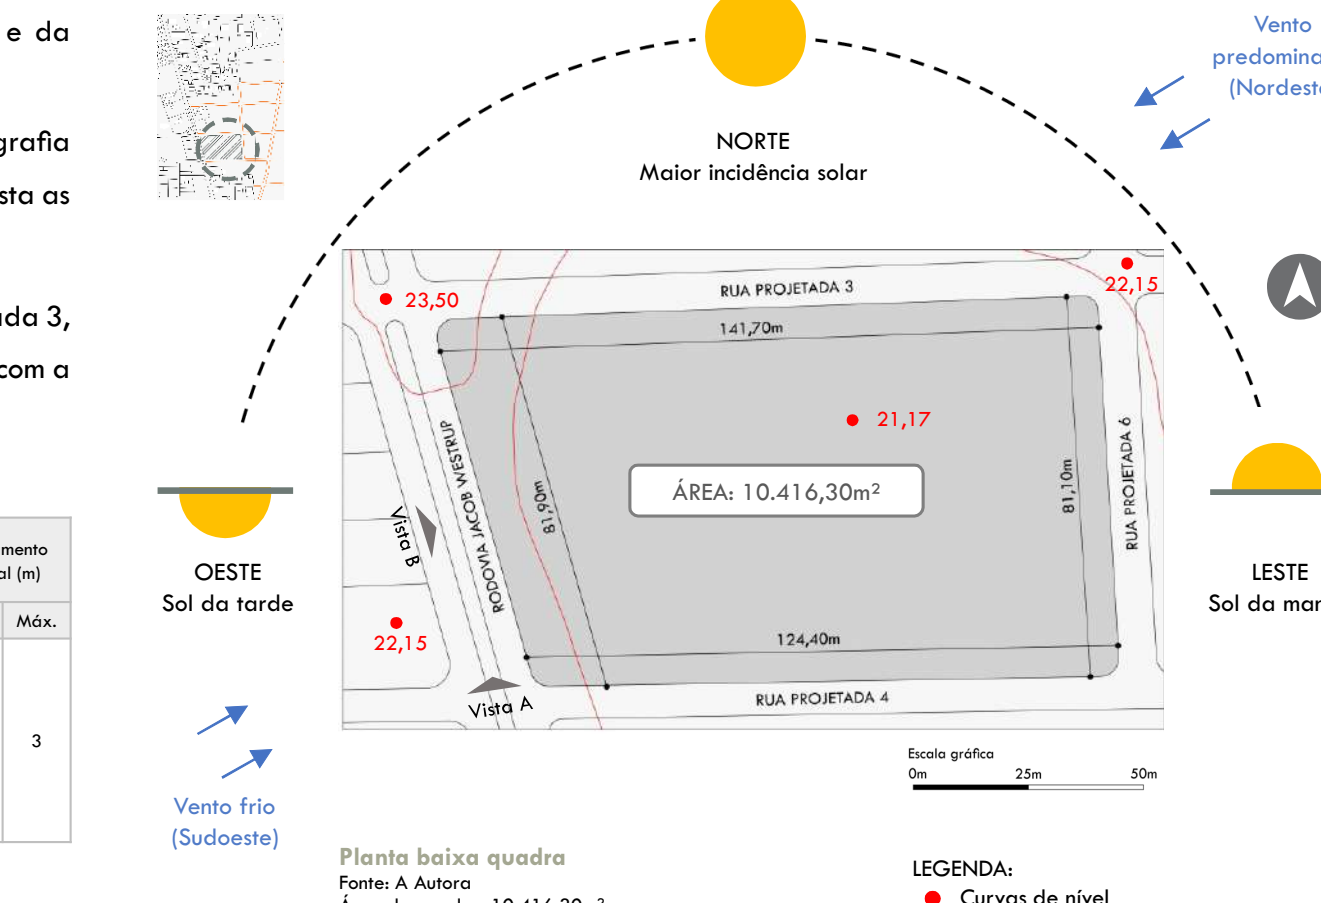 e da
grafia
sta as
da 3,
com a
mento
al (m)
Máx.
3
Vento
predomina
(Nordest
NORTE
Maior incidência solar
RUA PROJETADA 3
23,50
22,15
141,70m
21,17
ÁREA: 10.416,30m²
81,90m
81,10m
RODOVIA JACOB WESTRUP
RUA PROJETADA 6
Vista B
OESTE
Sol da tarde
LESTE
Sol da mar
22,15
124,40m
Vista A
RUA PROJETADA 4
Escala gráfica
0m 25m 50m
Vento frio
(Sudoeste)
Planta baixa quadra
Fonte: A Autora
LEGENDA:
Curvas de nível